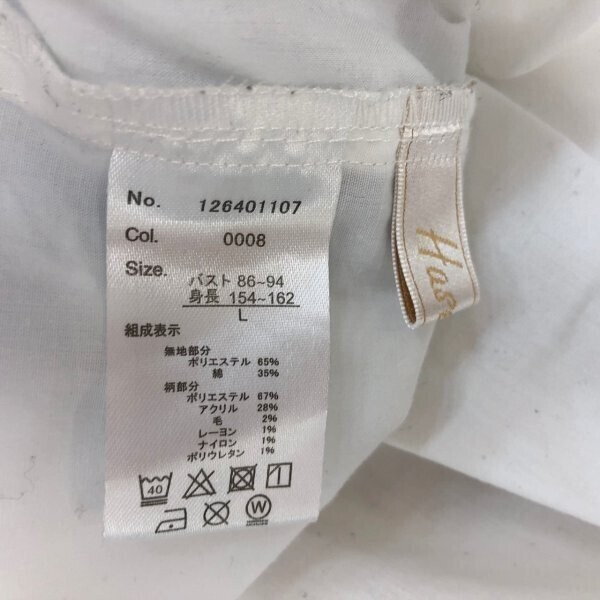 No. 126401107
Col. 0008
Size. バスト 86~94
身長 154~162
L
組成表示
無地部分
ポリエステル 65%
綿 35%
柄部分
ポリエステル 67%
アクリル 28%
毛 2%
レーヨン 1%
ナイロン 1%
ポリウレタン 1%
40
W